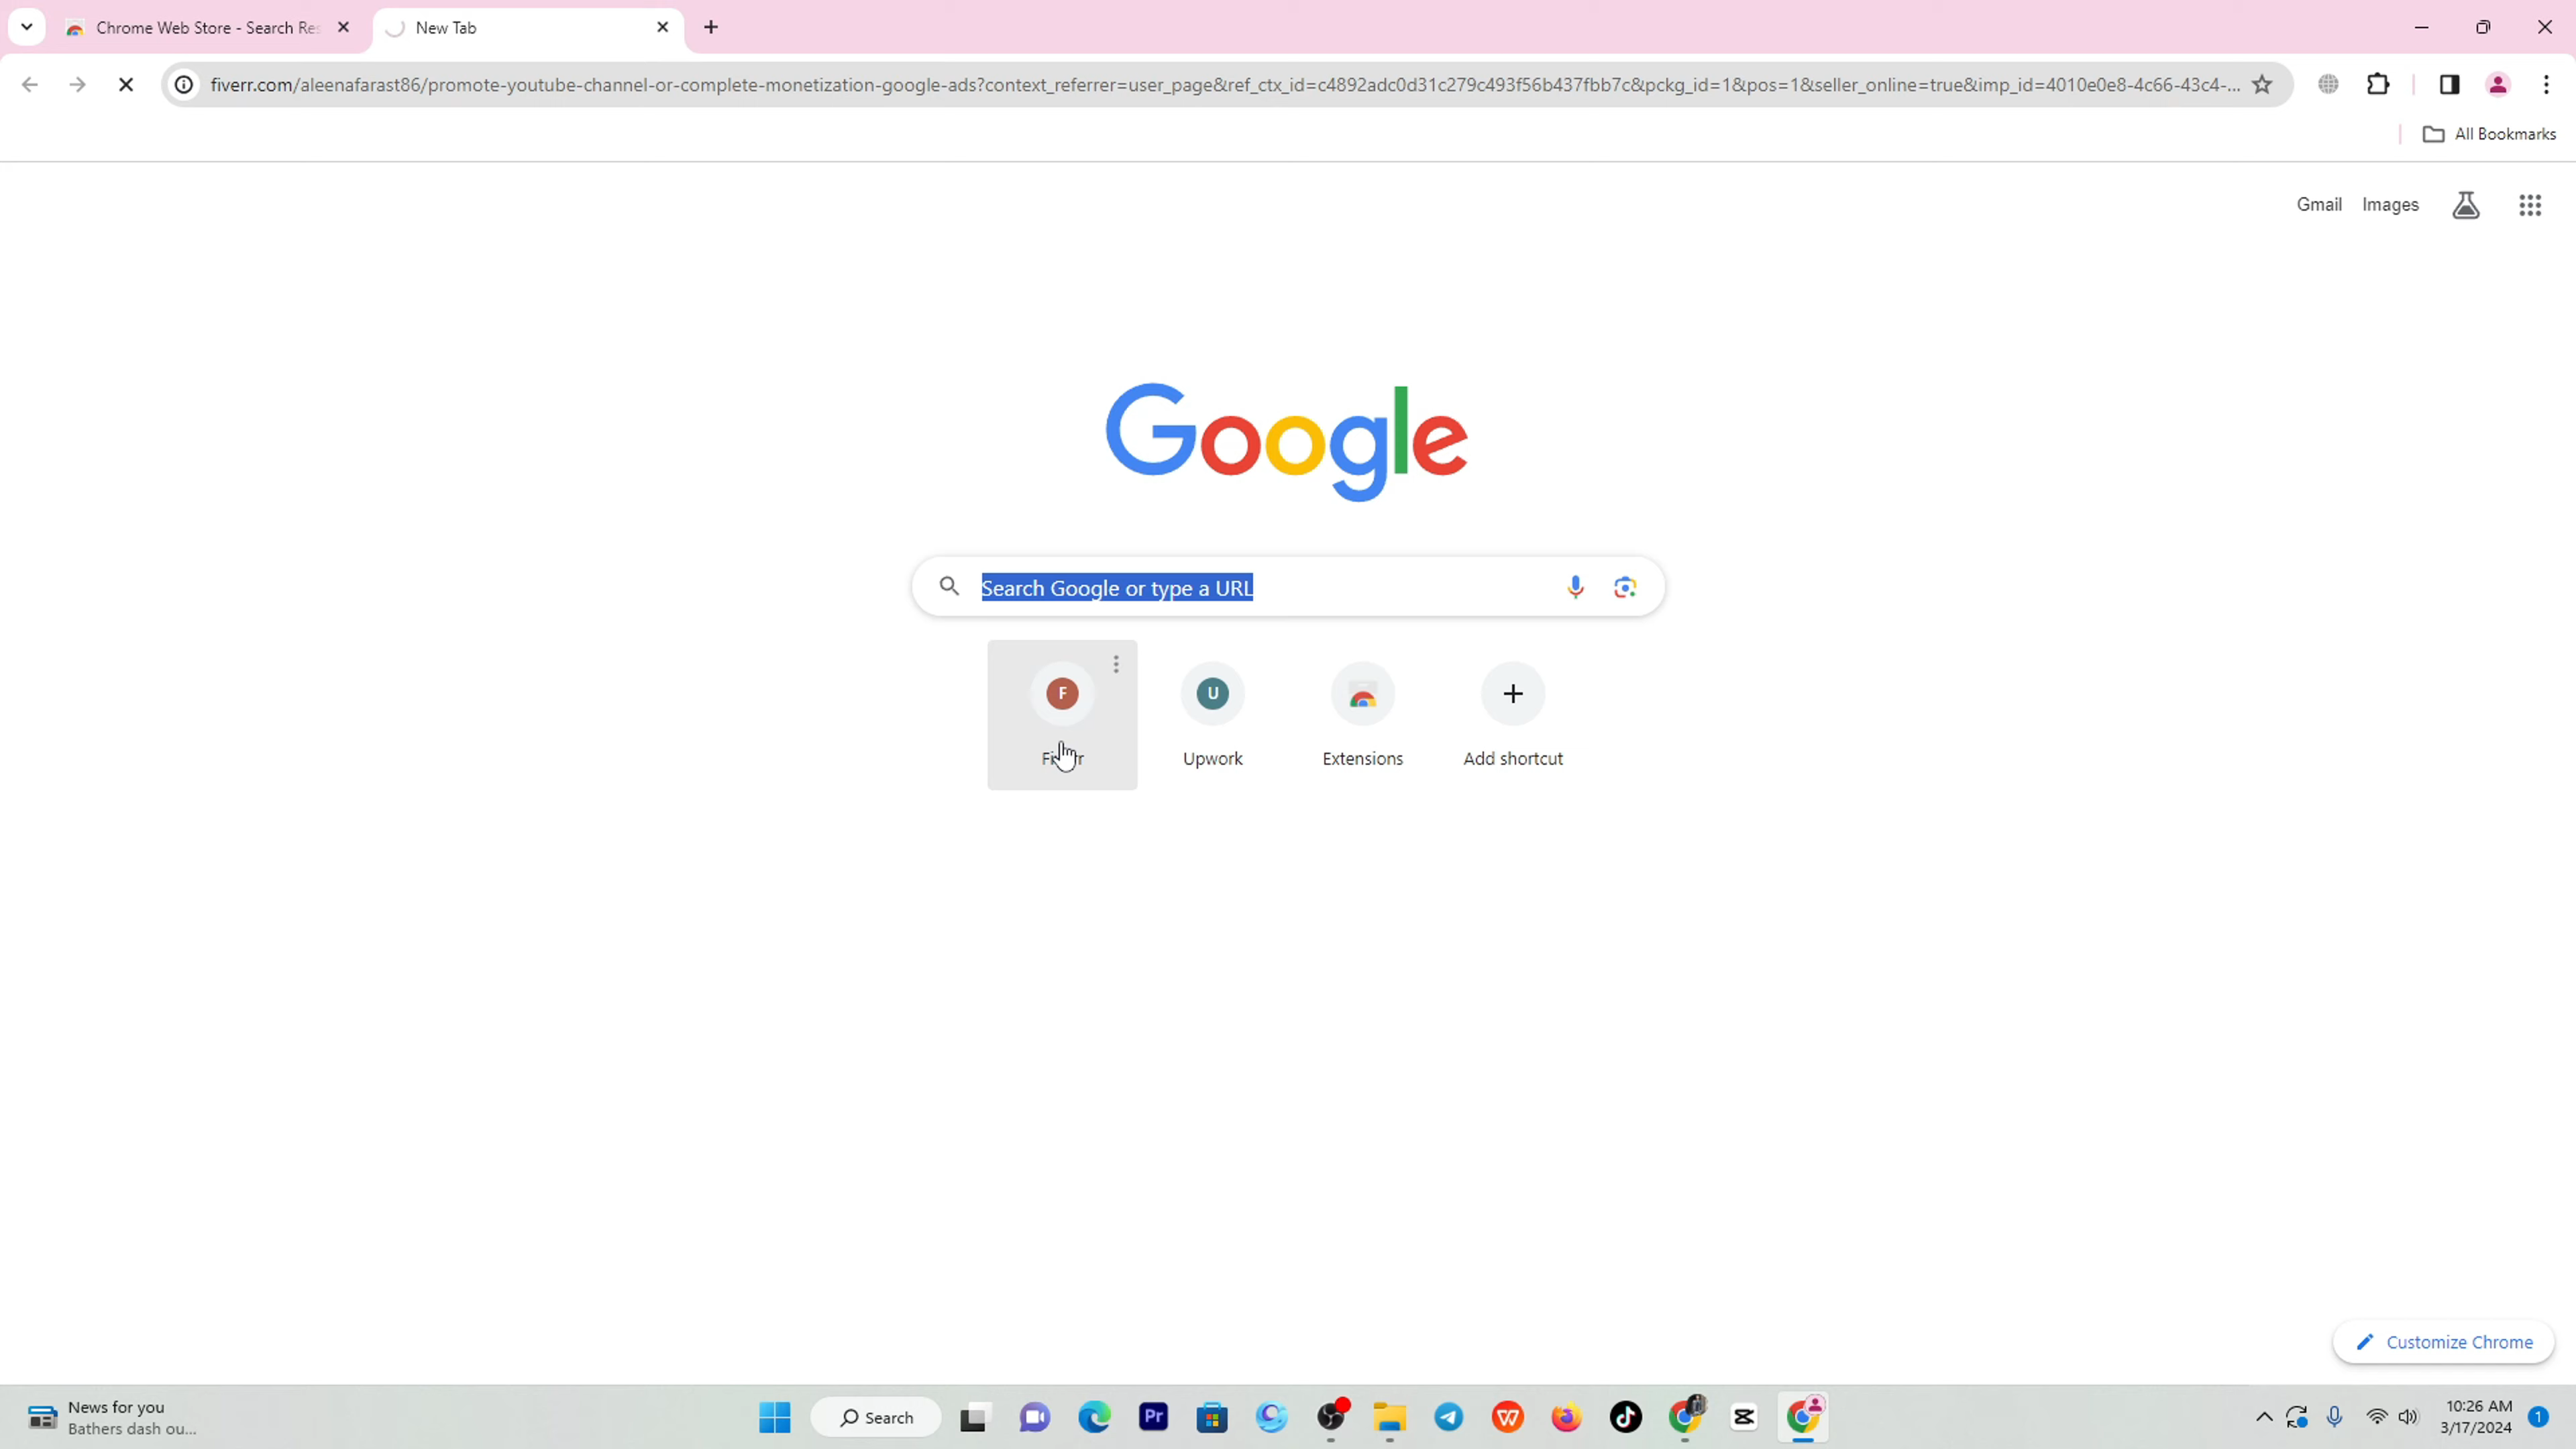 Chrome Web Store - Search Res
New Tab
fiverr.com/aleenafarast86/promote-youtube-channel-or-complete-monetization-google-ads?context_referrer=user_page&ref_ctx_id=c4892adc0d31c279c493f56b437fbb7c&pckg_id=1&pos=1&seller_online=true&imp_id=4010e0e8-4c66-43c4-...
All Bookmarks
Gmail Images
Google
Search Google or type a URL
F U
Upwork Extensions Add shortcut
Customize Chrome
News for you
Bathers dash ou...
Search
Pr
10:26 AM
3/17/2024
1